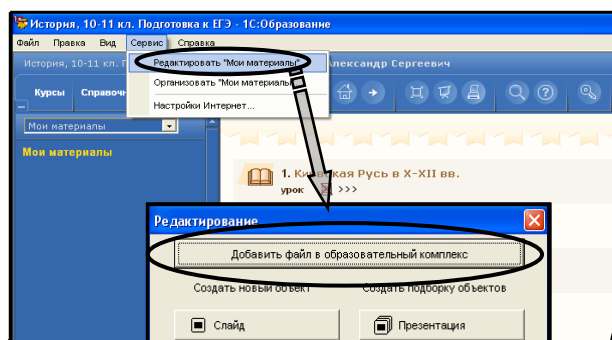 История, 10-11 кл. Подготовка к ЕГЭ - 1С:Образование
Файл Правка Вид Сервис Справка
История, 10-11 кл. П
Александр Сергеевич
Редактировать "Мои материалы"
Организовать "Мои материалы
Настройки Интернет...
Курсы Справочн
Мои материалы
Мои материалы
1. Киевская Русь в X-XII вв.
урок >>>
Редактирование
Добавить файл в образовательный комплекс
Создать новый объект Создать подборку объектов
Слайд Презентация